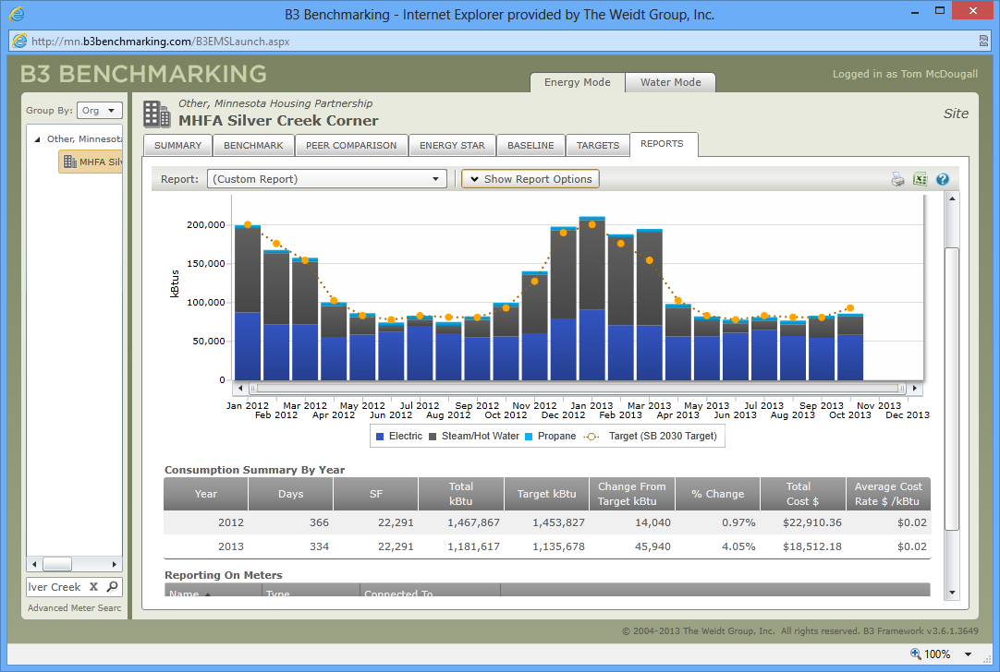 B3 Benchmarking - Internet Explorer provided by The Weidt Group, Inc.
http://mn.b3benchmarking.com/B3EMSLaunch.aspx
B3 BENCHMARKING
Energy Mode
Water Mode
Logged in as Tom McDougall
Group By: Org
Other, Minnesota
MHFA Silv
Other, Minnesota Housing Partnership
MHFA Silver Creek Corner
Site
SUMMARY
BENCHMARK
PEER COMPARISON
ENERGY STAR
BASELINE
TARGETS
REPORTS
Report: (Custom Report)
Show Report Options
200,000
150,000
100,000
50,000
0
kBtus
Jan 2012 Mar 2012 May 2012 Jul 2012 Sep 2012 Nov 2012 Jan 2013 Mar 2013 May 2013 Jul 2013 Sep 2013 Nov 2013
Feb 2012 Apr 2012 Jun 2012 Aug 2012 Oct 2012 Dec 2012 Feb 2013 Apr 2013 Jun 2013 Aug 2013 Oct 2013 Dec 2013
Electric Steam/Hot Water Propane Target (SB 2030 Target)
Consumption Summary By Year
Year Days SF Total kBtu Target kBtu Change From Target kBtu % Change Total Cost $ Average Cost Rate $ /kBtu
2012 366 22,291 1,467,867 1,453,827 14,040 0.97% $22,910.36 $0.02
2013 334 22,291 1,181,617 1,135,678 45,940 4.05% $18,512.18 $0.02
Reporting On Meters
Name Type Connected To
lver Creek X
Advanced Meter Searc
© 2004-2013 The Weidt Group, Inc. All rights reserved. B3 Framework v3.6.1.3649
100%